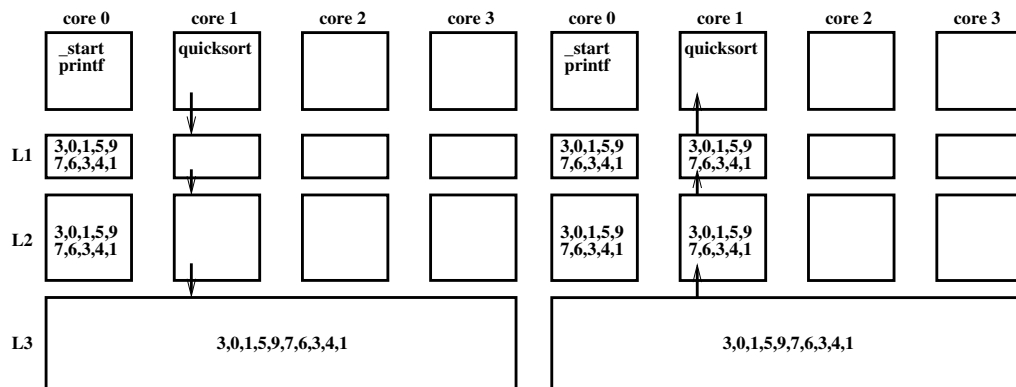 core 0 core 1 core 2 core 3 core 0 core 1 core 2 core 3
_start quicksort _start quicksort
printf printf
L1
3,0,1,5,9 3,0,1,5,9 3,0,1,5,9
7,6,3,4,1 7,6,3,4,1 7,6,3,4,1
L2
3,0,1,5,9 3,0,1,5,9 3,0,1,5,9
7,6,3,4,1 7,6,3,4,1 7,6,3,4,1
L3 3,0,1,5,9,7,6,3,4,1 3,0,1,5,9,7,6,3,4,1